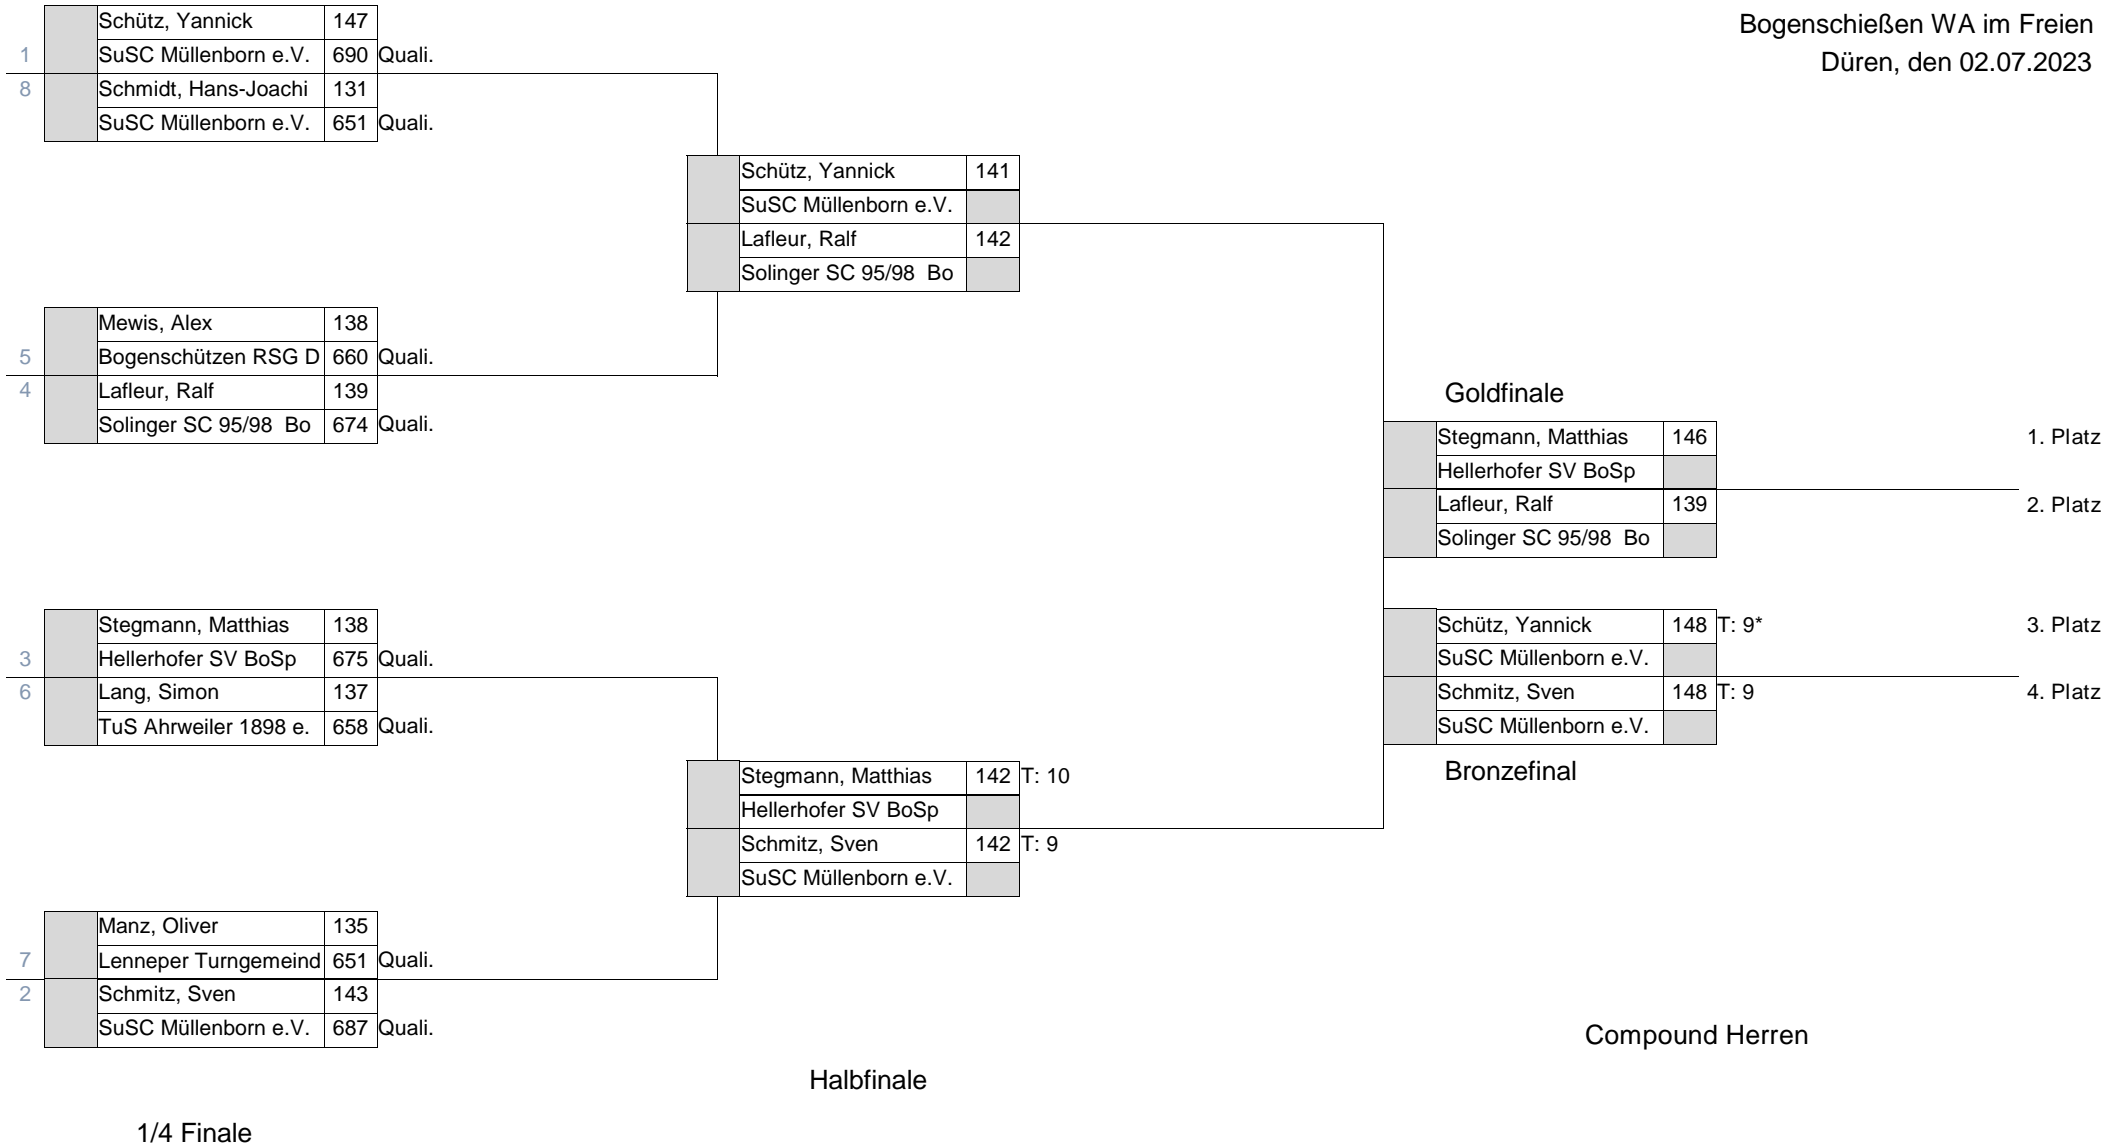 Bogenschießen WA im Freien
Düren, den 02.07.2023
Schütz, Yannick 147
1 SuSC Müllenborn e.V. 690 Quali.
8 Schmidt, Hans-Joachi 131
SuSC Müllenborn e.V. 651 Quali.
Schütz, Yannick 141
SuSC Müllenborn e.V.
Lafleur, Ralf 142
Solinger SC 95/98 Bo
Mewis, Alex 138
5 Bogenschützen RSG D 660 Quali.
4 Lafleur, Ralf 139
Solinger SC 95/98 Bo 674 Quali.
Goldfinale
Stegmann, Matthias 146 1. Platz
Hellerhofer SV BoSp
Lafleur, Ralf 139 2. Platz
Solinger SC 95/98 Bo
Stegmann, Matthias 138
3 Hellerhofer SV BoSp 675 Quali.
6 Lang, Simon 137
TuS Ahrweiler 1898 e. 658 Quali.
Schütz, Yannick 148 T: 9* 3. Platz
SuSC Müllenborn e.V.
Schmitz, Sven 148 T: 9 4. Platz
SuSC Müllenborn e.V.
Bronzefinal
Stegmann, Matthias 142 T: 10
Hellerhofer SV BoSp
Schmitz, Sven 142 T: 9
SuSC Müllenborn e.V.
Manz, Oliver 135
7 Lenneper Turngemeind 651 Quali.
2 Schmitz, Sven 143
SuSC Müllenborn e.V. 687 Quali.
Compound Herren
Halbfinale
1/4 Finale